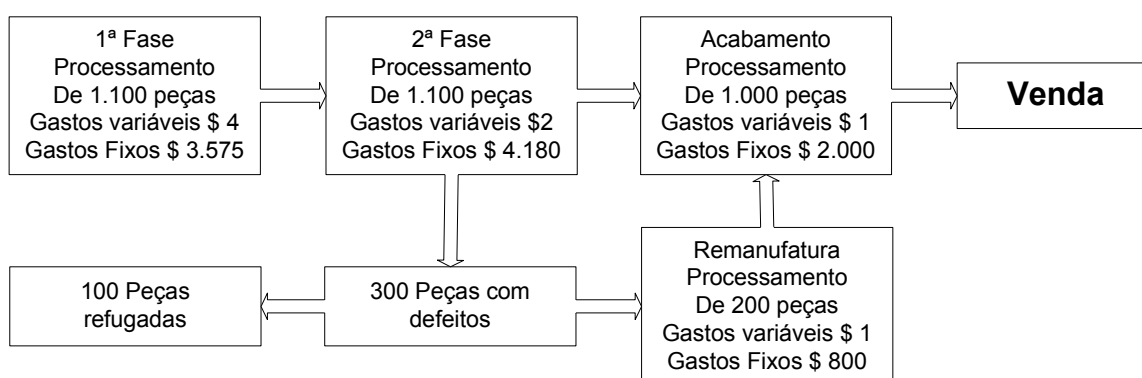 1ª Fase
Processamento
De 1.100 peças
Gastos variáveis $ 4
Gastos Fixos $ 3.575
2ª Fase
Processamento
De 1.100 peças
Gastos variáveis $2
Gastos Fixos $ 4.180
Acabamento
Processamento
De 1.000 peças
Gastos variáveis $ 1
Gastos Fixos $ 2.000
Venda
100 Peças
refugadas
300 Peças com
defeitos
Remanufatura
Processamento
De 200 peças
Gastos variáveis $ 1
Gastos Fixos $ 800